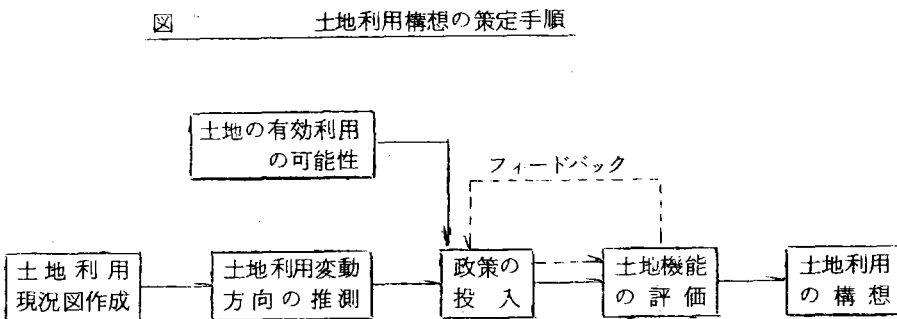 図 土地利用構想の策定手順
土地の有効利用
の可能性
フィードバック
土地利用
現況図作成
土地利用変動
方向の推測
政策の
投入
土地機能
の評価
土地利用
の構想